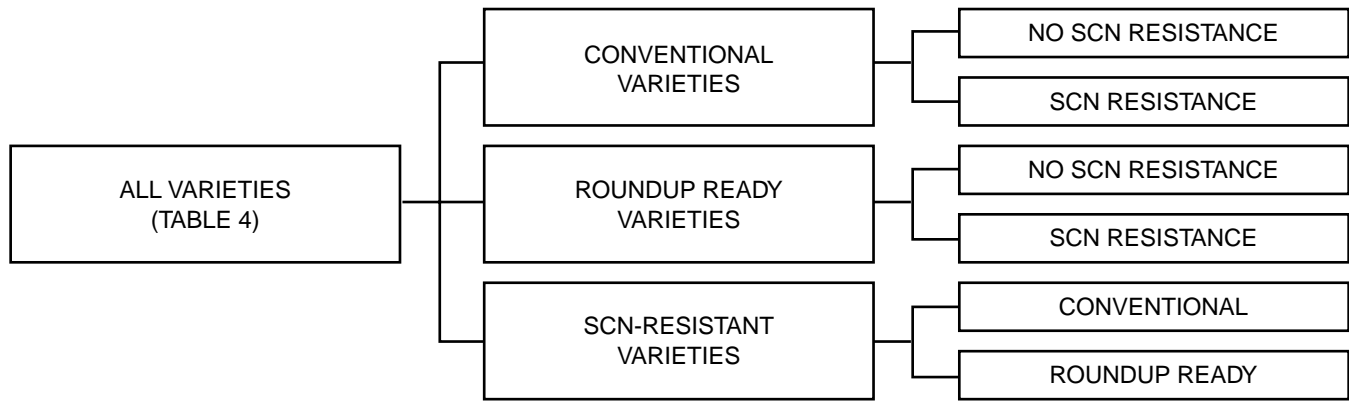 ALL VARIETIES
(TABLE 4)
CONVENTIONAL
VARIETIES
NO SCN RESISTANCE
SCN RESISTANCE
ROUNDUP READY
VARIETIES
NO SCN RESISTANCE
SCN RESISTANCE
SCN-RESISTANT
VARIETIES
CONVENTIONAL
ROUNDUP READY